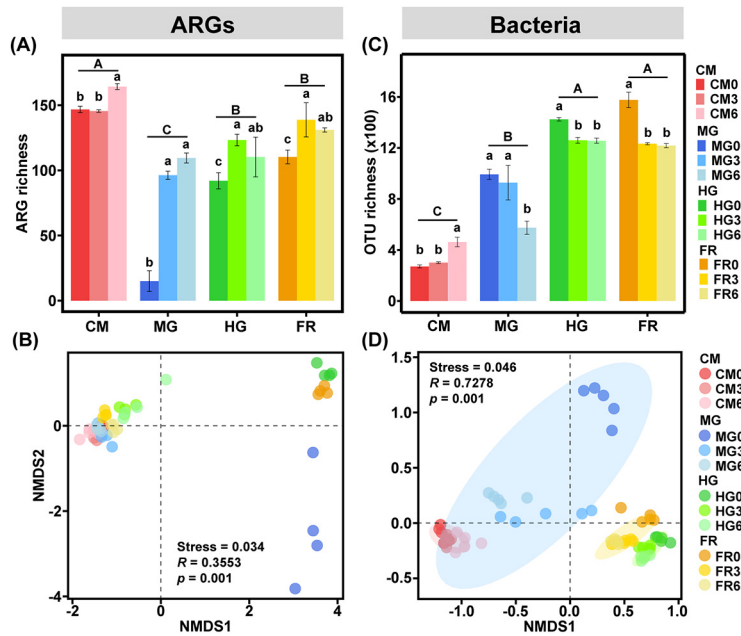 ARGs
Bacteria
(A)
ARG richness
150
100
50
0
A
b b a
C
b a a
B
c a ab
B
c a ab
CM MG HG FR
(C)
OTU richness (x100)
16
12
8
4
0
C
b b a
B
a a b
A
a b b
A
a b b
CM MG HG FR
CM
CM0
CM3
CM6
MG
MG0
MG3
MG6
HG
HG0
HG3
HG6
FR
FR0
FR3
FR6
(B)
NMDS2
0
-2
-4
Stress = 0.034
R = 0.3553
p = 0.001
-2 0 2 4
NMDS1
(D)
1.5
1.0
0.5
0.0
-0.5
Stress = 0.046
R = 0.7278
p = 0.001
-1.0 -0.5 0.0 0.5 1.0
NMDS1
CM
CM0
CM3
CM6
MG
MG0
MG3
MG6
HG
HG0
HG3
HG6
FR
FR0
FR3
FR6